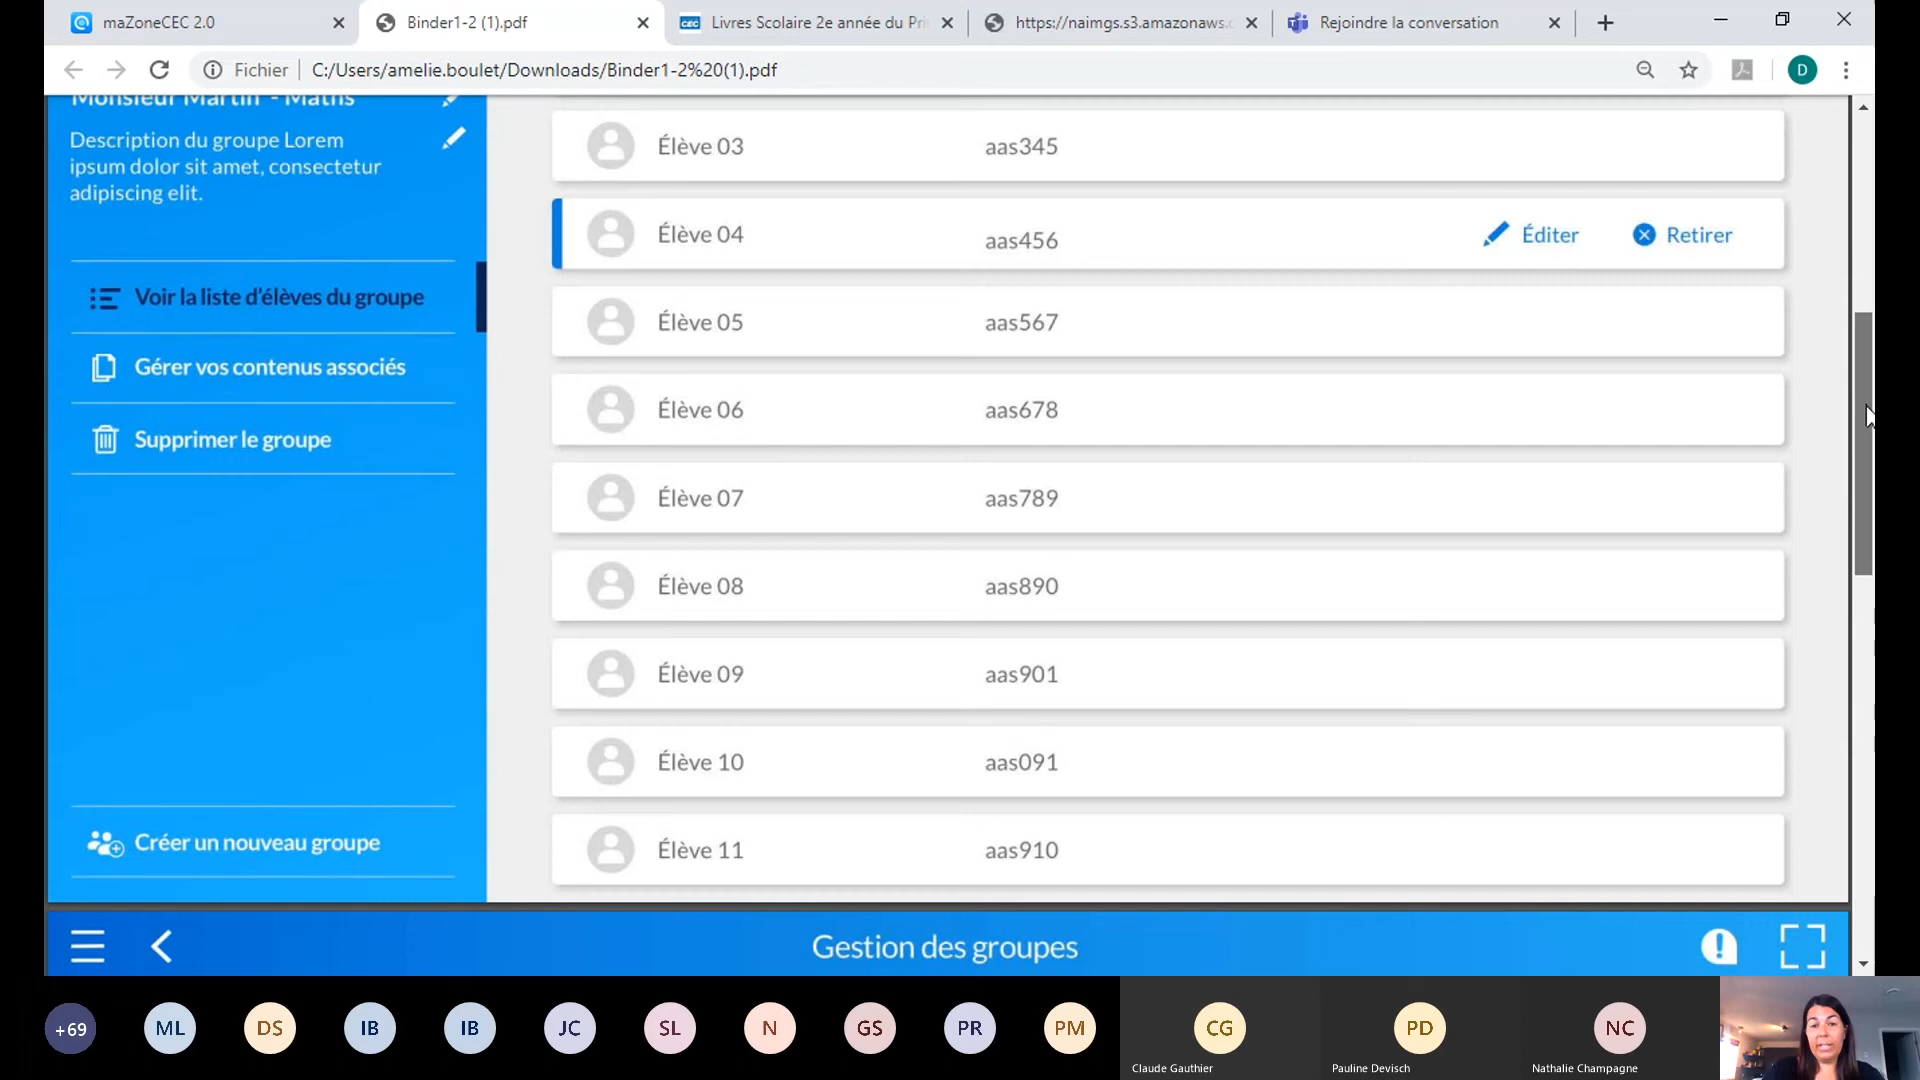 maZoneCEC 2.0
Binder1-2 (1).pdf
CEC
Livres Scolaire 2e année du Pri
https://naimgs.s3.amazonaws.c
Rejoindre la conversation
Fichier
C:/Users/amelie.boulet/Downloads/Binder1-2%20(1).pdf
D
Monsieur Martin - Maths
Description du groupe Lorem
ipsum dolor sit amet, consectetur
adipiscing elit.
Voir la liste d'élèves du groupe
Gérer vos contenus associés
Supprimer le groupe
Créer un nouveau groupe
Élève 03 aas345
Élève 04 aas456 Éditer Retirer
Élève 05 aas567
Élève 06 aas678
Élève 07 aas789
Élève 08 aas890
Élève 09 aas901
Élève 10 aas091
Élève 11 aas910
Gestion des groupes
+69 ML DS IB IB JC SL N GS PR PM CG PD NC
Claude Gauthier Pauline Devisch Nathalie Champagne